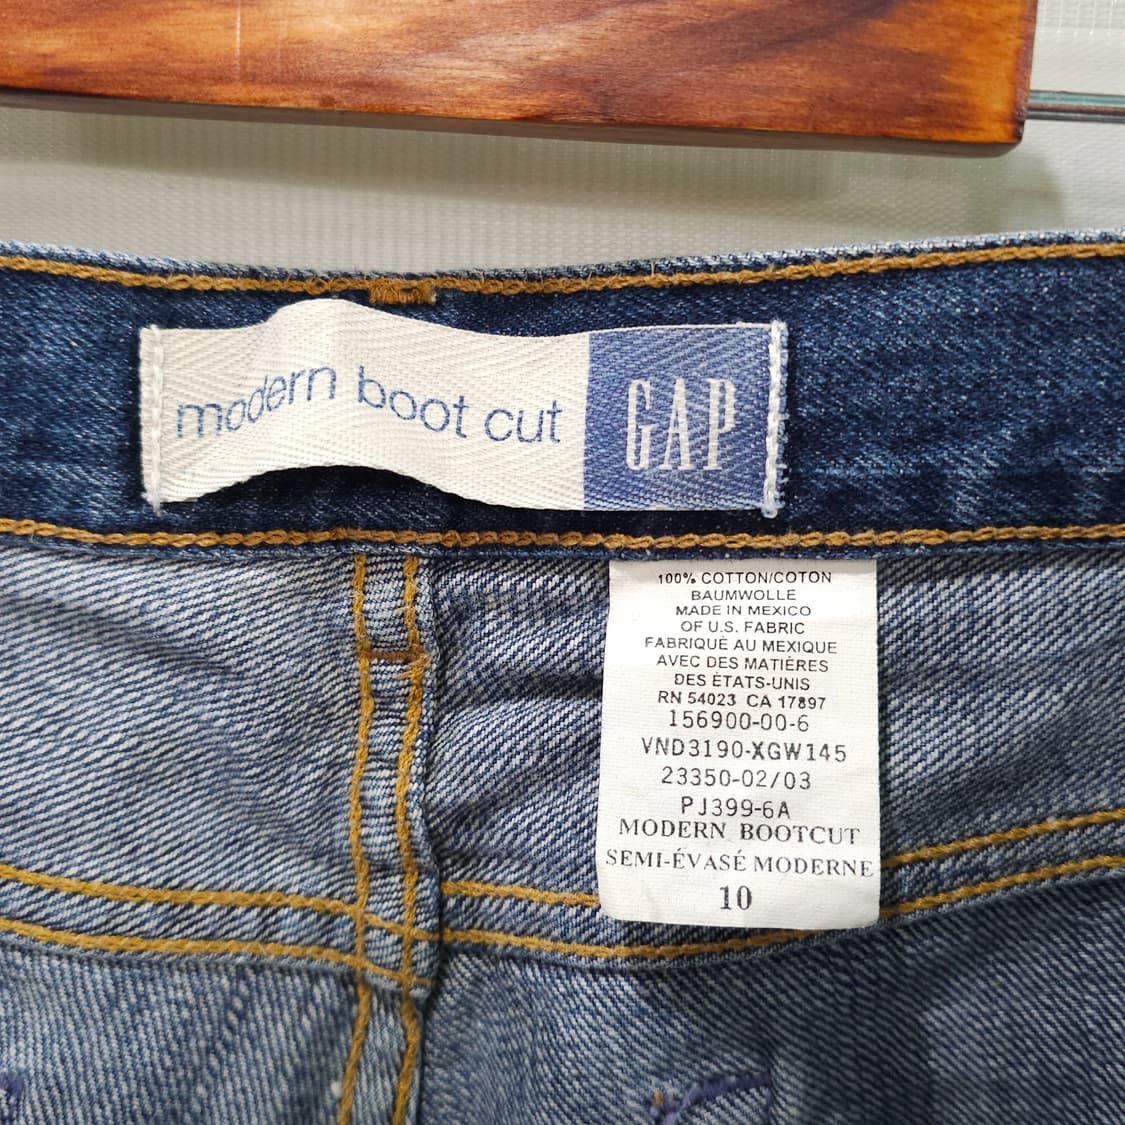 modern boot cut GAP
100% COTTON/COTON
BAUMWOLLE
MADE IN MEXICO
OF U.S. FABRIC
FABRIQUÉ AU MEXIQUE
AVEC DES MATIÈRES
DES ÉTATS-UNIS
RN 54023 CA 17897
156900-00-6
VND3190-XGW145
23350-02/03
PJ399-6A
MODERN BOOTCUT
SEMI-ÉVASÉ MODERNE
10